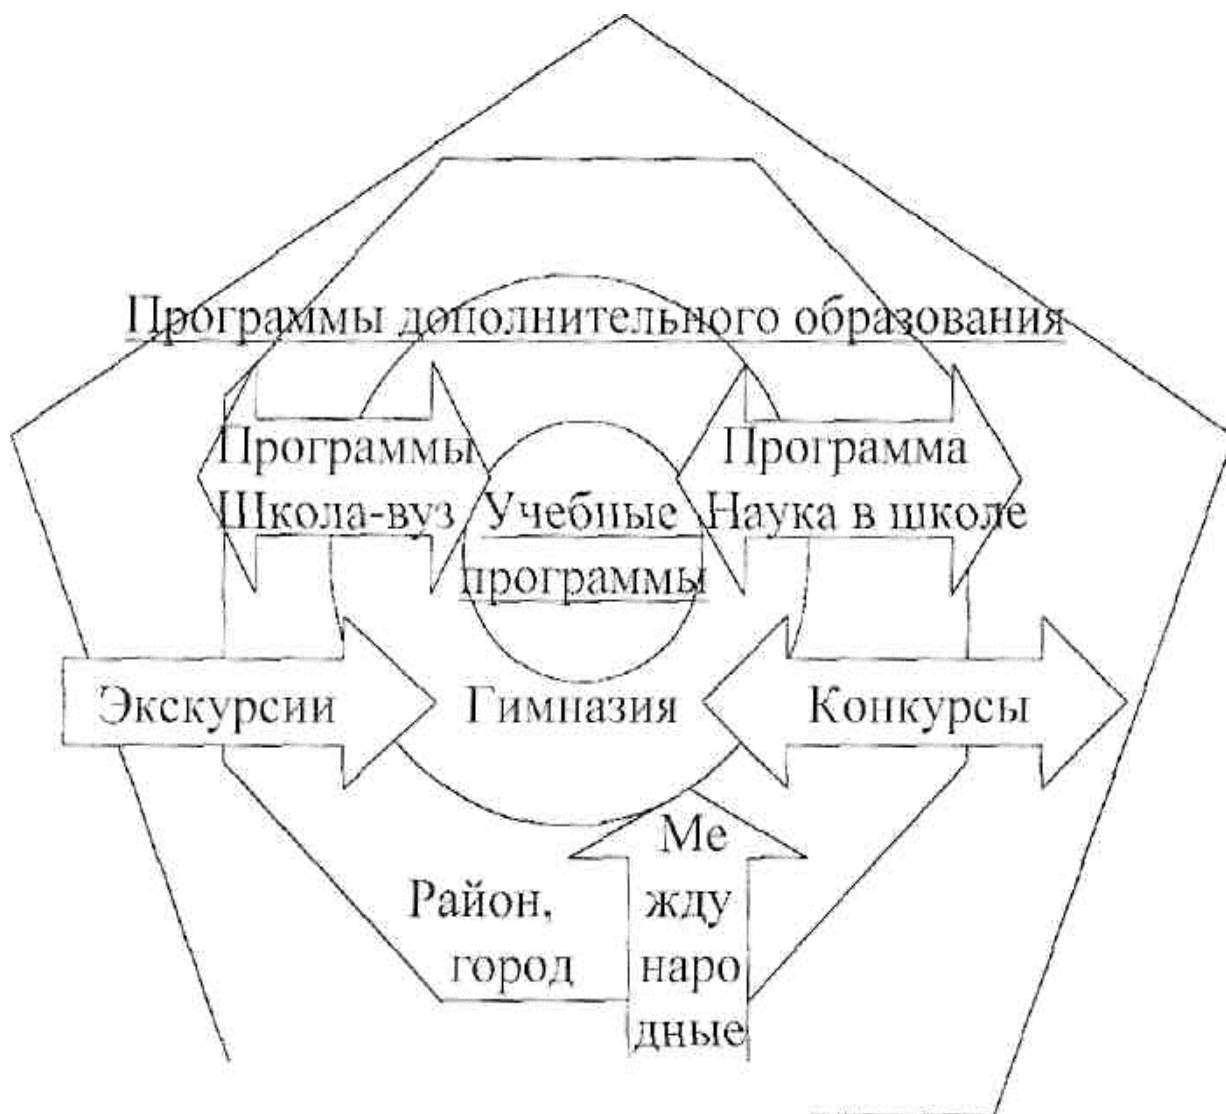 Программы дополнительного образования
Программы
Школа-вуз
Учебные
программы
Программа
Наука в школе
Экскурсии
Гимназия
Конкурсы
Район,
город
Ме
жду
наро
дные